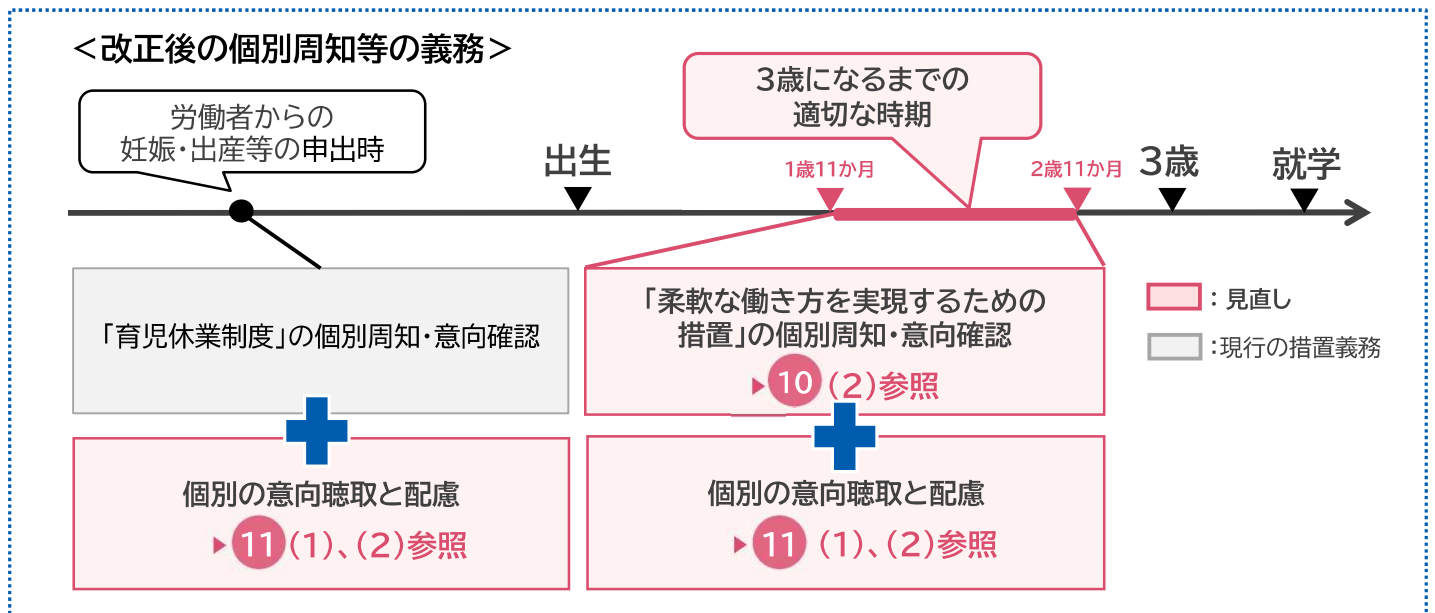 ＜改正後の個別周知等の義務＞
労働者からの
妊娠・出産等の申出時
3歳になるまでの
適切な時期
出生
1歳11か月
2歳11か月
3歳
就学
「育児休業制度」の個別周知・意向確認
「柔軟な働き方を実現するための
措置」の個別周知・意向確認
▶10（2）参照
：見直し
：現行の措置義務
個別の意向聴取と配慮
▶11（1）、（2）参照
個別の意向聴取と配慮
▶11（1）、（2）参照